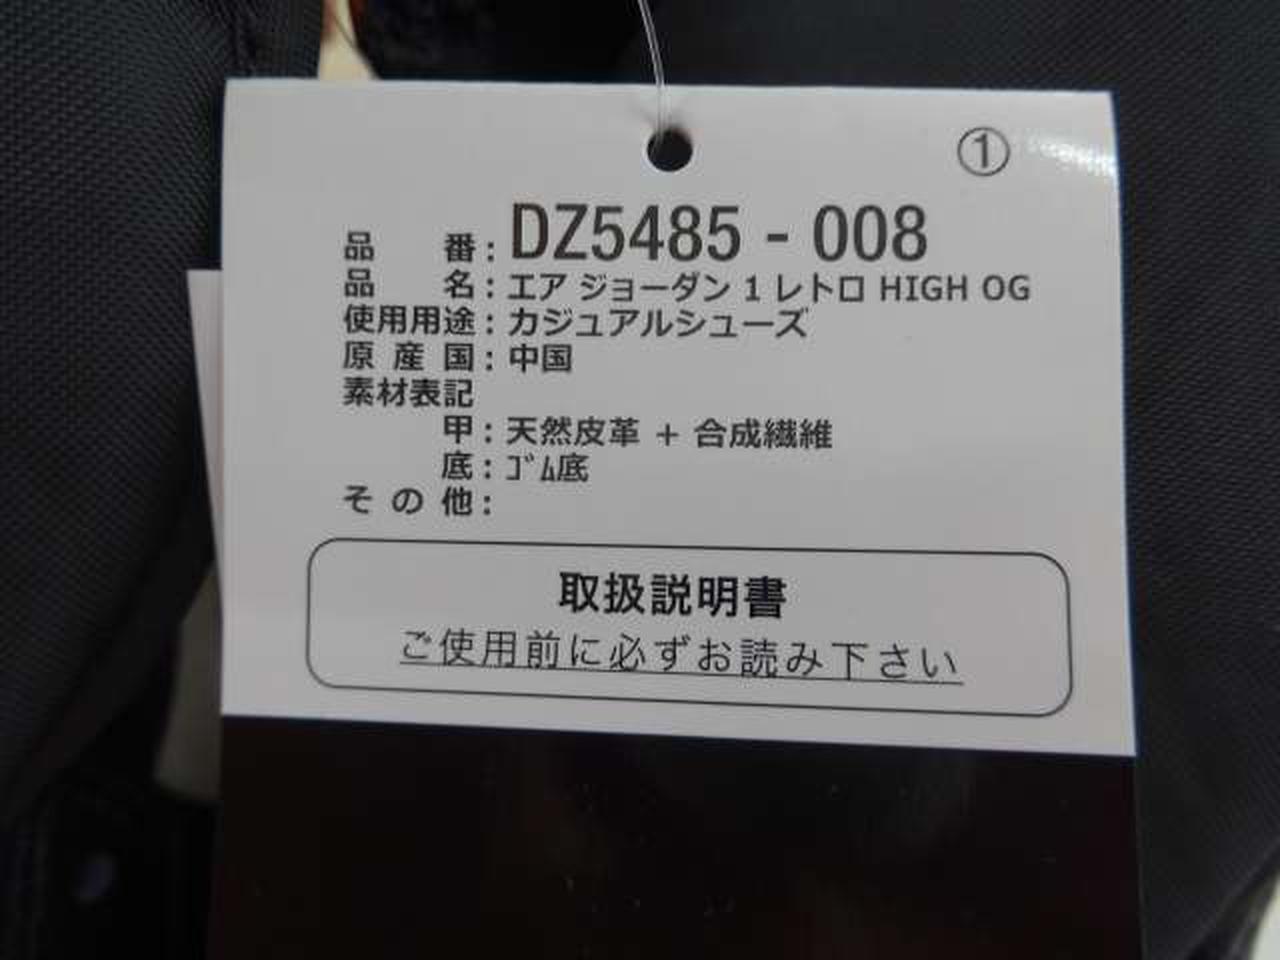 ①
品 番 : DZ5485 - 008
品 名 : エア ジョーダン 1 レトロ HIGH OG
使用用途 : カジュアルシューズ
原 産 国 : 中国
素材表記
甲 : 天然皮革 + 合成繊維
底 : ｺﾞﾑ底
そ の 他 :
取扱説明書
ご使用前に必ずお読み下さい